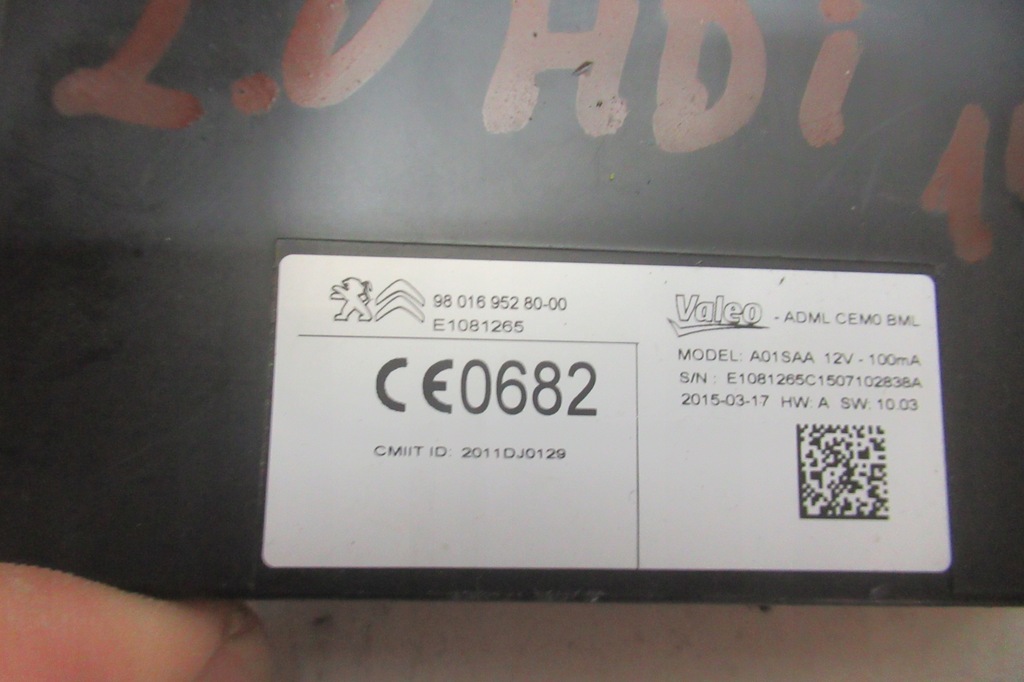 2.0 HDi
98 016 952 80-00
E1081265
CE0682
CMIIT ID: 2011DJ0129
Valeo - ADML CEM0 BML
MODEL: A01SAA 12V - 100mA
S/N : E1081265C1507102838A
2015-03-17 HW: A SW: 10.03